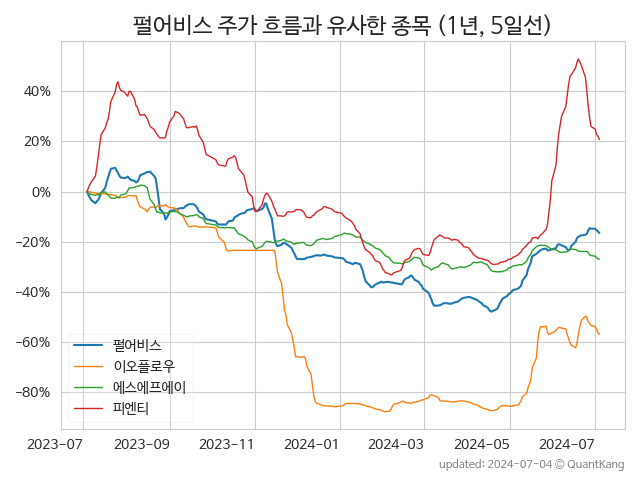 펄어비스 주가 흐름과 유사한 종목 (1년, 5일선)
40%
20%
0%
−20%
−40%
−60%
−80%
펄어비스
이오플로우
에스에프에이
피엔티
2023-07
2023-09
2023-11
2024-01
2024-03
2024-05
2024-07
updated: 2024-07-04 © QuantKang